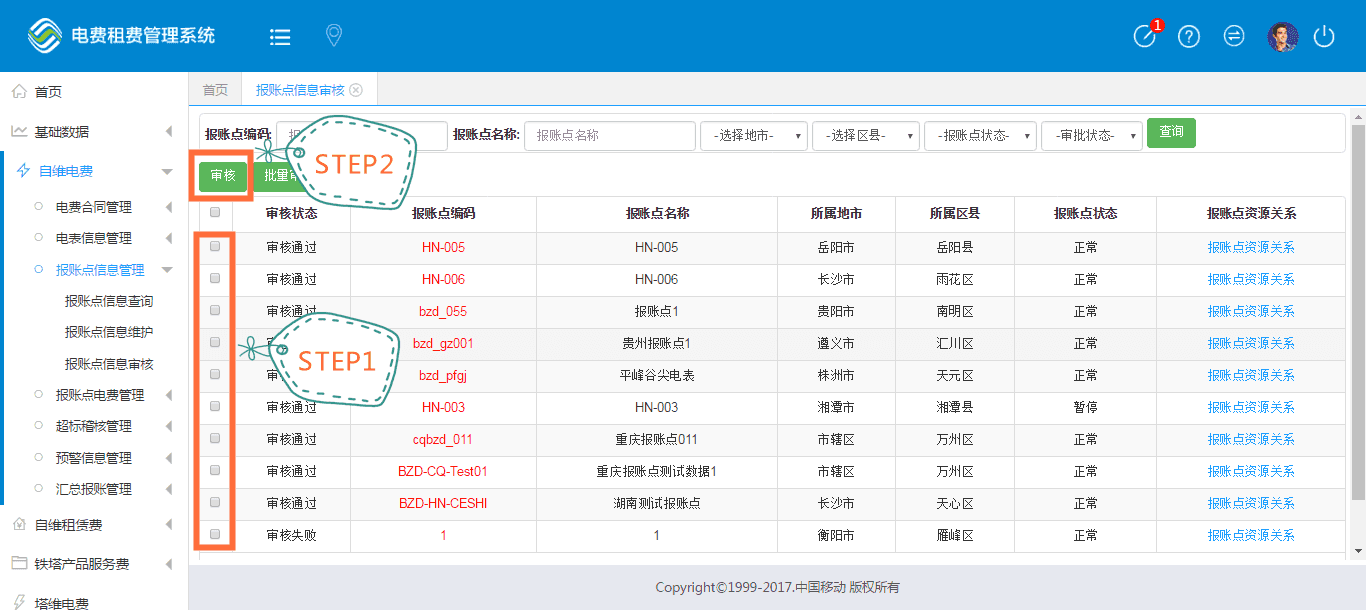 电费租费管理系统
1
首页
基础数据
自维电费
电费合同管理
电表信息管理
报账点信息管理
报账点信息查询
报账点信息维护
报账点信息审核
报账点电费管理
超标稽核管理
预警信息管理
汇总报账管理
自维租赁费
铁塔产品服务费
塔维电费
首页 报账点信息审核
报账点编码: 报账点名称: 报账点名称 -选择地市- -选择区县- -报账点状态- -审批状态- 查询
STEP2
审核 批量
审核状态 报账点编码 报账点名称 所属地市 所属区县 报账点状态 报账点资源关系
审核通过 HN-005 HN-005 岳阳市 岳阳县 正常 报账点资源关系
审核通过 HN-006 HN-006 长沙市 雨花区 正常 报账点资源关系
审核通过 bzd_055 报账点1 贵阳市 南明区 正常 报账点资源关系
bzd_gz001 贵州报账点1 遵义市 汇川区 正常 报账点资源关系
STEP1
bzd_pfgj 平峰谷尖电表 株洲市 天元区 正常 报账点资源关系
审核通过 HN-003 HN-003 湘潭市 湘潭县 暂停 报账点资源关系
审核通过 cqbzd_011 重庆报账点011 市辖区 万州区 正常 报账点资源关系
审核通过 BZD-CQ-Test01 重庆报账点测试数据1 市辖区 万州区 正常 报账点资源关系
审核通过 BZD-HN-CESHI 湖南测试报账点 长沙市 天心区 正常 报账点资源关系
审核失败 1 1 衡阳市 雁峰区 正常 报账点资源关系
Copyright©1999-2017.中国移动 版权所有